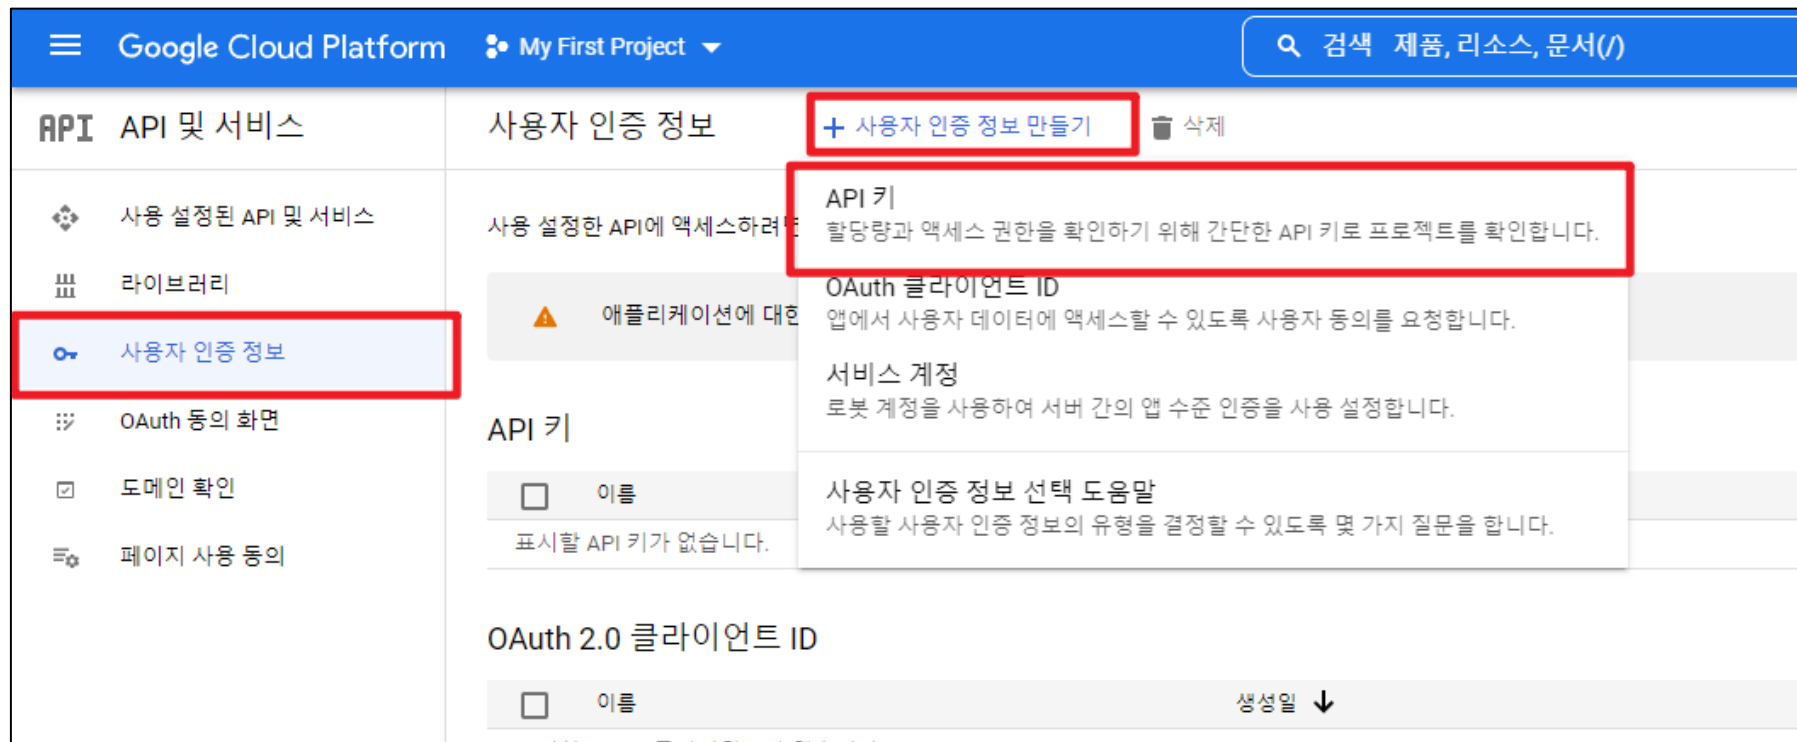 Google Cloud Platform My First Project 검색 제품, 리소스, 문서(/)
API API 및 서비스
사용자 인증 정보 + 사용자 인증 정보 만들기 삭제
사용 설정된 API 및 서비스
라이브러리
사용자 인증 정보
OAuth 동의 화면
도메인 확인
페이지 사용 동의
사용 설정한 API에 액세스하려
애플리케이션에 대한
API 키
할당량과 액세스 권한을 확인하기 위해 간단한 API 키로 프로젝트를 확인합니다.
OAuth 클라이언트 ID
앱에서 사용자 데이터에 액세스할 수 있도록 사용자 동의를 요청합니다.
서비스 계정
로봇 계정을 사용하여 서버 간의 앱 수준 인증을 사용 설정합니다.
사용자 인증 정보 선택 도움말
사용할 사용자 인증 정보의 유형을 결정할 수 있도록 몇 가지 질문을 합니다.
API 키
이름
표시할 API 키가 없습니다.
OAuth 2.0 클라이언트 ID
이름 생성일